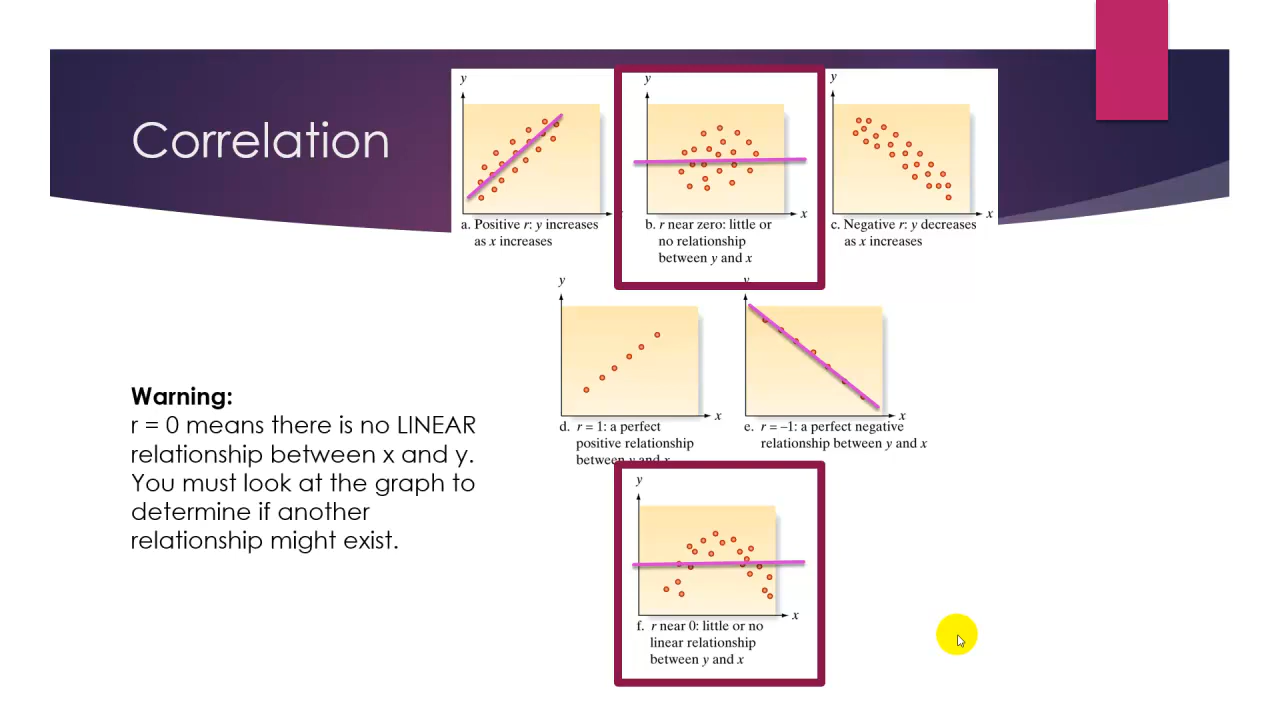 Correlation
y
x
a. Positive r: y increases
as x increases
y
x
b. r near zero: little or
no relationship
between y and x
y
x
c. Negative r: y decreases
as x increases
y
x
d. r = 1: a perfect
positive relationship
between y and x
y
x
e. r = –1: a perfect negative
relationship between y and x
Warning:
r = 0 means there is no LINEAR
relationship between x and y.
You must look at the graph to
determine if another
relationship might exist.
y
x
f. r near 0: little or no
linear relationship
between y and x